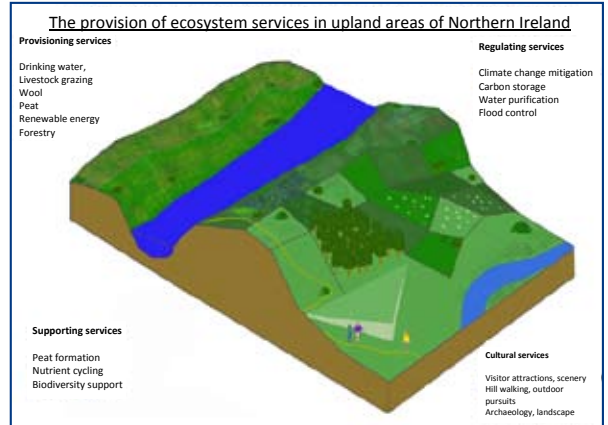 The provision of ecosystem services in upland areas of Northern Ireland
Provisioning services
Drinking water,
Livestock grazing
Wool
Peat
Renewable energy
Forestry
Regulating services
Climate change mitigation
Carbon storage
Water purification
Flood control
Supporting services
Peat formation
Nutrient cycling
Biodiversity support
Cultural services
Visitor attractions, scenery
Hill walking, outdoor
pursuits
Archaeology, landscape